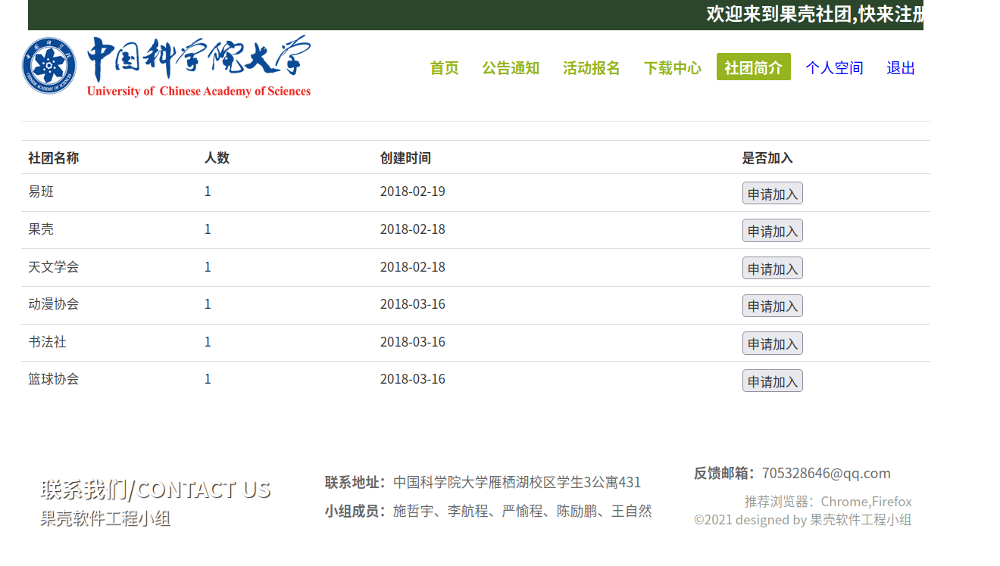 欢迎来到果壳社团,快来注册
中国科学院大学
University of Chinese Academy of Sciences
首页 公告通知 活动报名 下载中心 社团简介 个人空间 退出
社团名称 人数 创建时间 是否加入
易班 1 2018-02-19 申请加入
果壳 1 2018-02-18 申请加入
天文学会 1 2018-02-18 申请加入
动漫协会 1 2018-03-16 申请加入
书法社 1 2018-03-16 申请加入
篮球协会 1 2018-03-16 申请加入
联系我们/CONTACT US
果壳软件工程小组
联系地址：中国科学院大学雁栖湖校区学生3公寓431
小组成员：施哲宇、李航程、严愉程、陈励鹏、王自然
反馈邮箱：705328646@qq.com
推荐浏览器：Chrome,Firefox
©2021 designed by 果壳软件工程小组